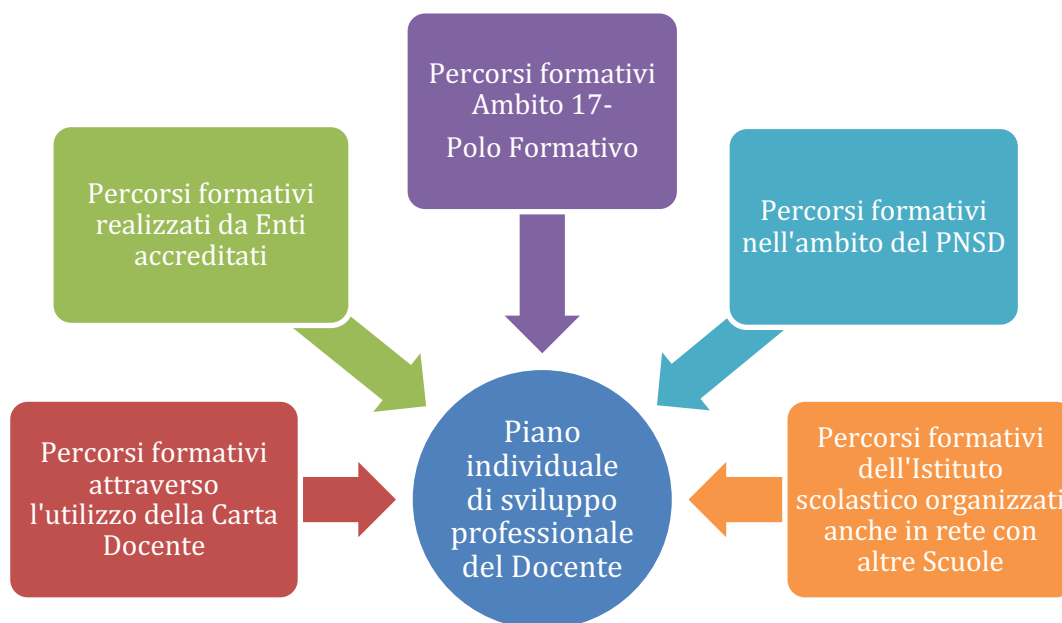 Percorsi formativi
Ambito 17-
Polo Formativo
Percorsi formativi
realizzati da Enti
accreditati
Percorsi formativi
nell'ambito del PNSD
Percorsi formativi
attraverso
l'utilizzo della Carta
Docente
Piano
individuale
di sviluppo
professionale
del Docente
Percorsi formativi
dell'Istituto
scolastico organizzati
anche in rete con
altre Scuole